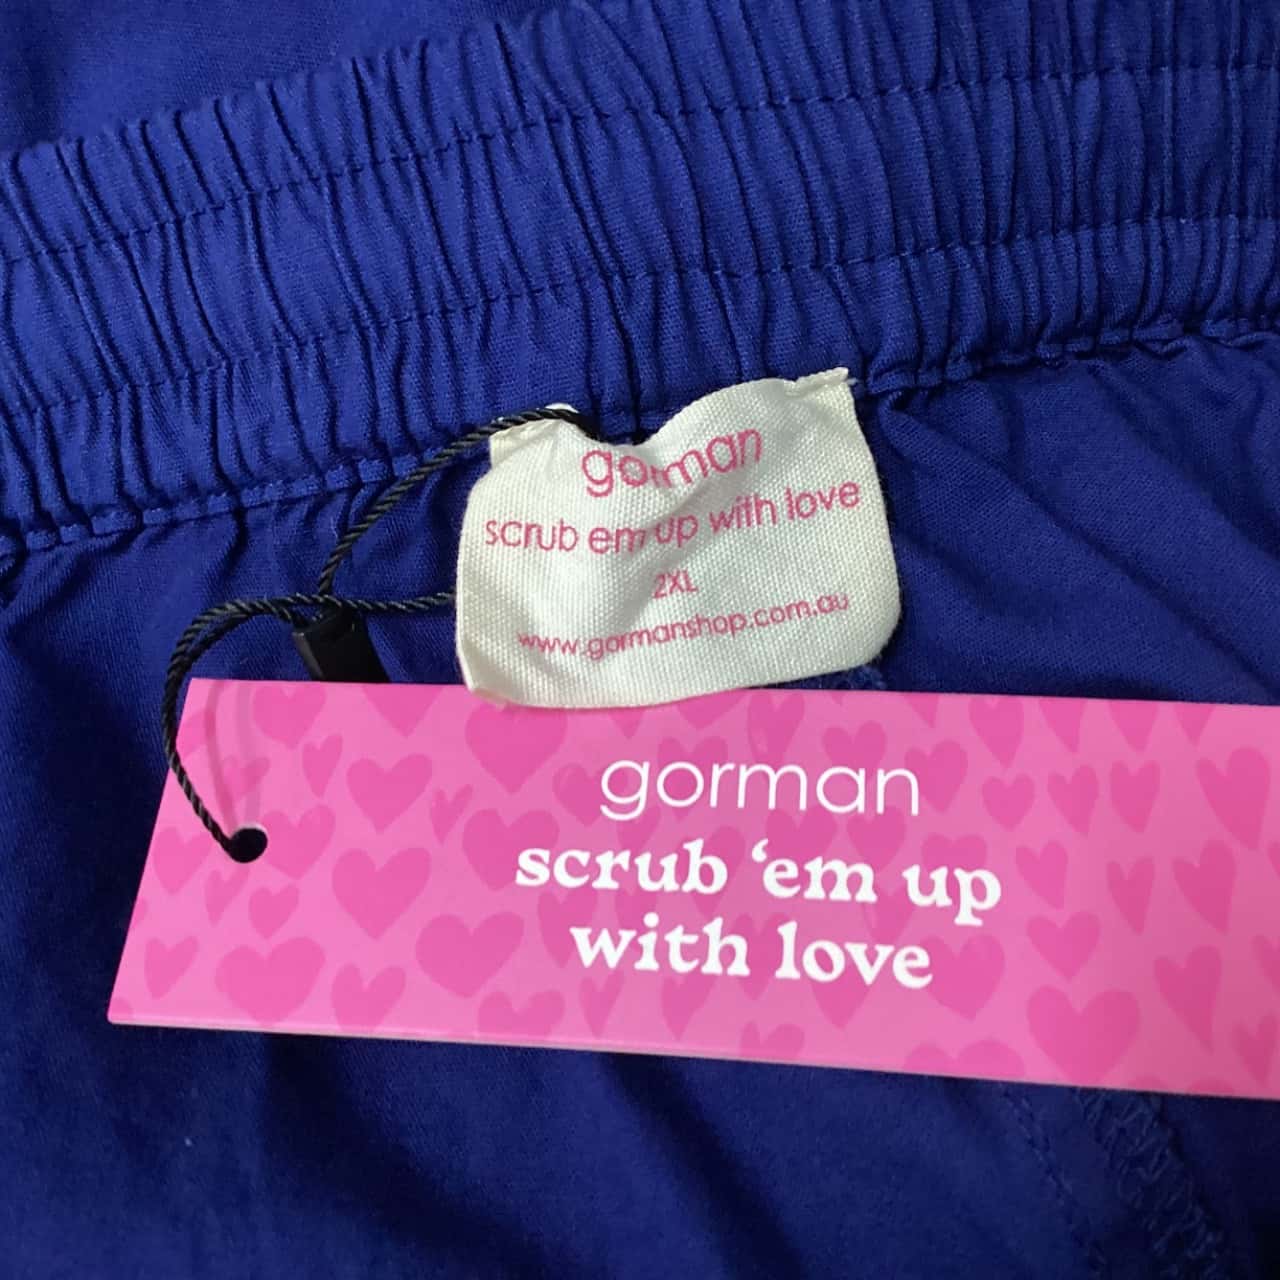 gorman
scrub em up with love
2XL
www.gormanshop.com.au
gorman
scrub ‘em up
with love